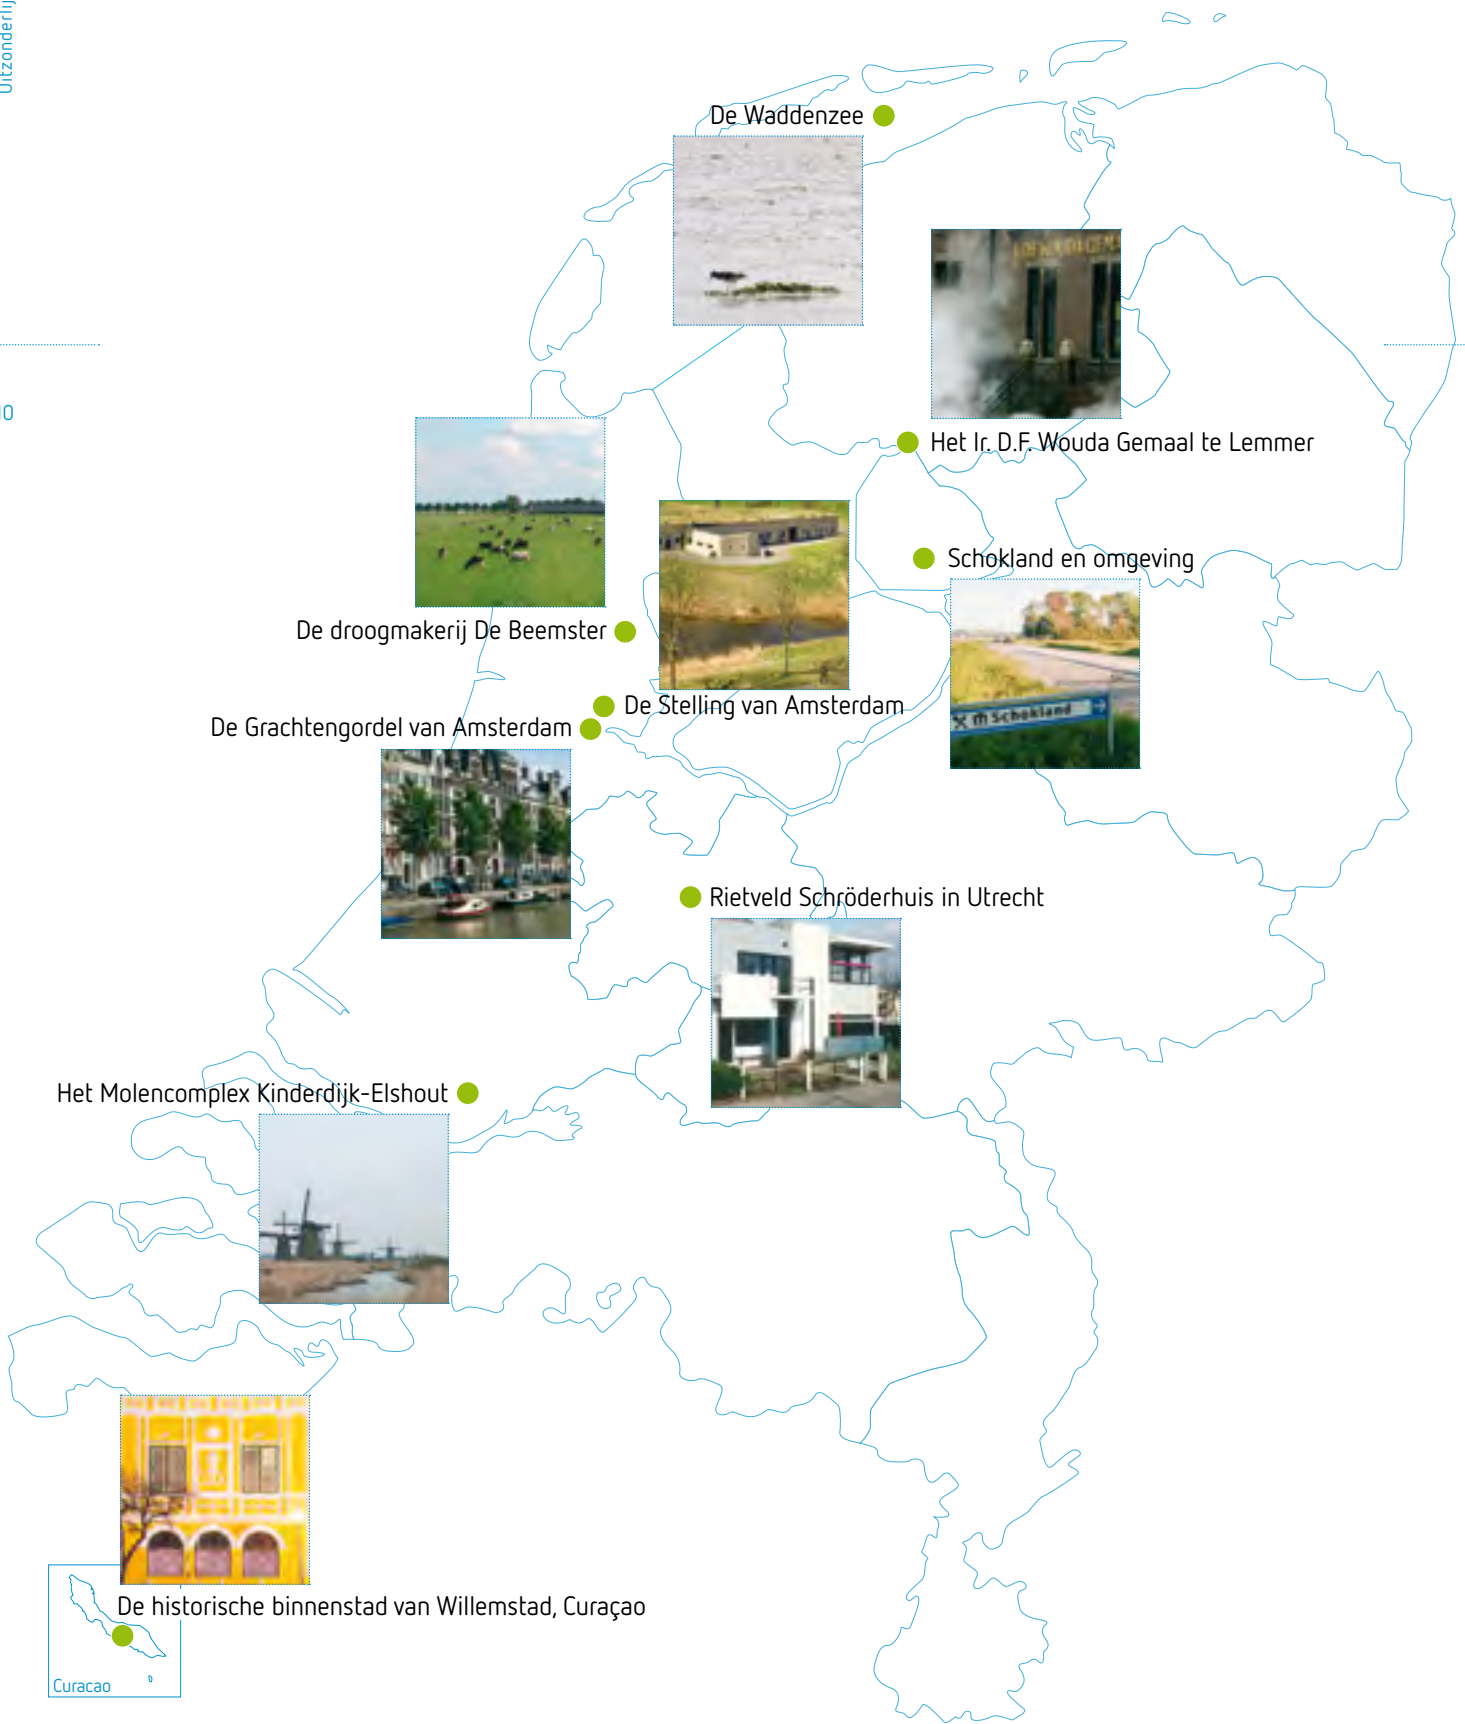 De Waddenzee
Het Ir. D.F. Wouda Gemaal te Lemmer
Schokland en omgeving
Schokland
De droogmakerij De Beemster
De Stelling van Amsterdam
De Grachtengordel van Amsterdam
Rietveld Schröderhuis in Utrecht
Het Molencomplex Kinderdijk-Elshout
De historische binnenstad van Willemstad, Curaçao
Curacao